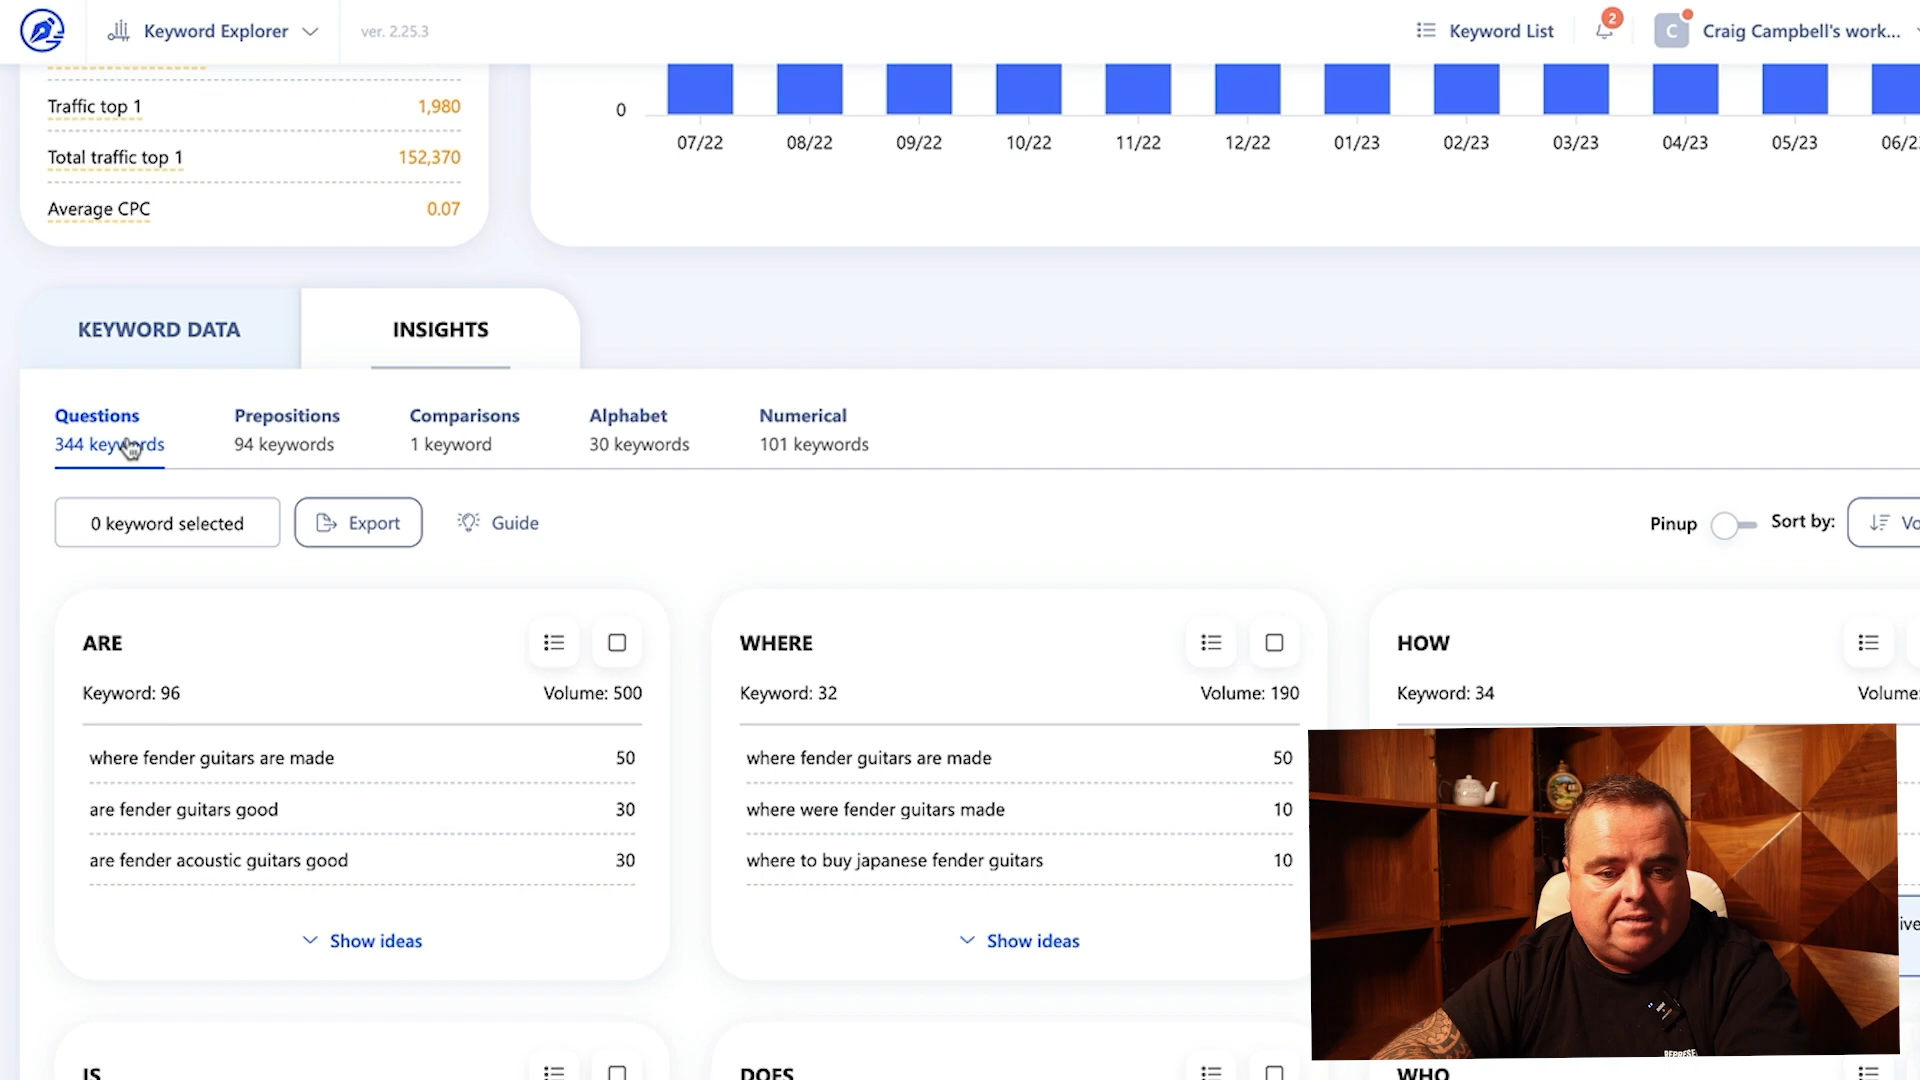 Keyword Explorer ver. 2.25.3 Keyword List 2 C Craig Campbell's work...
Traffic top 1 1,980
Total traffic top 1 152,370
Average CPC 0.07
0
07/22 08/22 09/22 10/22 11/22 12/22 01/23 02/23 03/23 04/23 05/23 06/2
KEYWORD DATA INSIGHTS
Questions Prepositions Comparisons Alphabet Numerical
344 keywords 94 keywords 1 keyword 30 keywords 101 keywords
0 keyword selected Export Guide Pinup Sort by: Vo
ARE WHERE HOW
Keyword: 96 Volume: 500 Keyword: 32 Volume: 190 Keyword: 34 Volume:
where fender guitars are made 50 where fender guitars are made 50
are fender guitars good 30 where were fender guitars made 10
are fender acoustic guitars good 30 where to buy japanese fender guitars 10
Show ideas Show ideas
IS DOES WHO